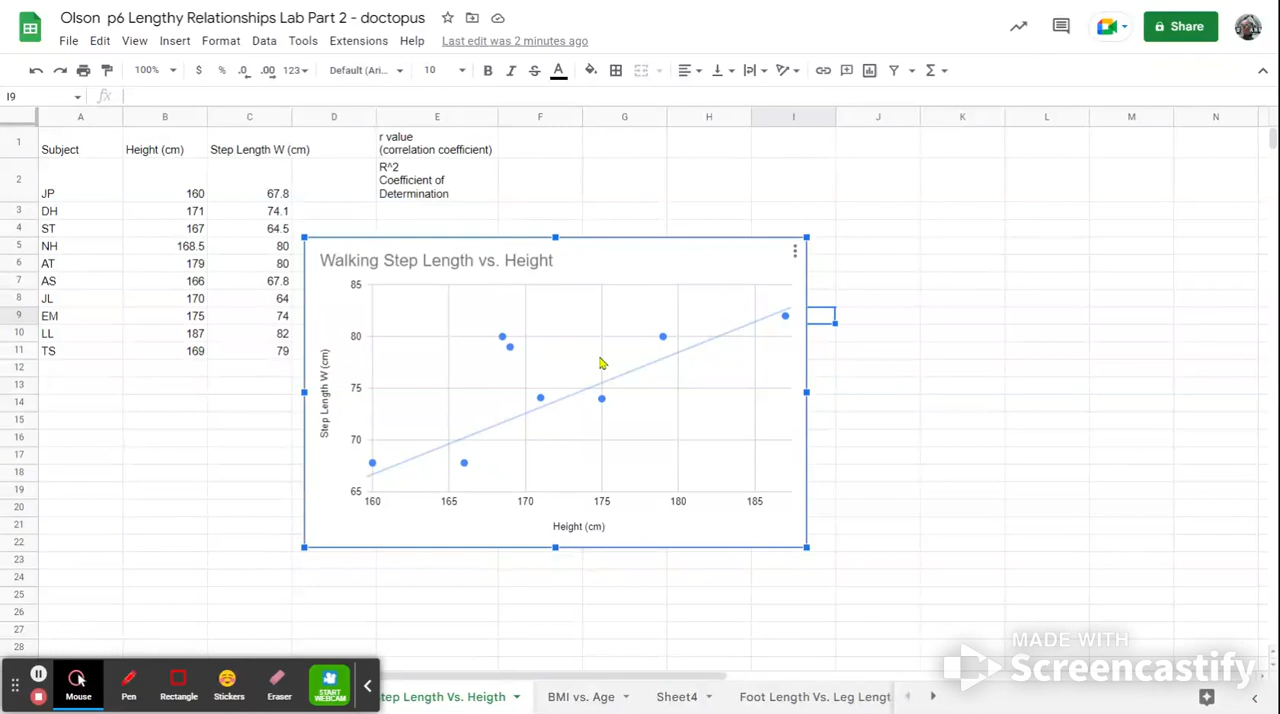 Olson p6 Lengthy Relationships Lab Part 2 - doctopus
File Edit View Insert Format Data Tools Extensions Help Last edit was 2 minutes ago
Share
100% $ % .0 .00 123 Default (Ari... 10 B I S A
I9 fx
A B C D E F G H I J K L M N
1 Subject Height (cm) Step Length W (cm) r value
(correlation coefficient)
2 JP 160 67.8 R^2
Coefficient of
Determination
3 DH 171 74.1
4 ST 167 64.5
5 NH 168.5 80
6 AT 179 80
7 AS 166 67.8
8 JL 170 64
9 EM 175 74
10 LL 187 82
11 TS 169 79
12
13
14
15
16
17
18
19
20
21
22
23
24
25
26
27
28
Walking Step Length vs. Height
85
80
75
70
65
Step Length W (cm)
160 165 170 175 180 185
Height (cm)
MADE WITH
Screencastify
Mouse Pen Rectangle Stickers Eraser START
WEBCAM
tep Length Vs. Heigth BMI vs. Age Sheet4 Foot Length Vs. Leg Lengt